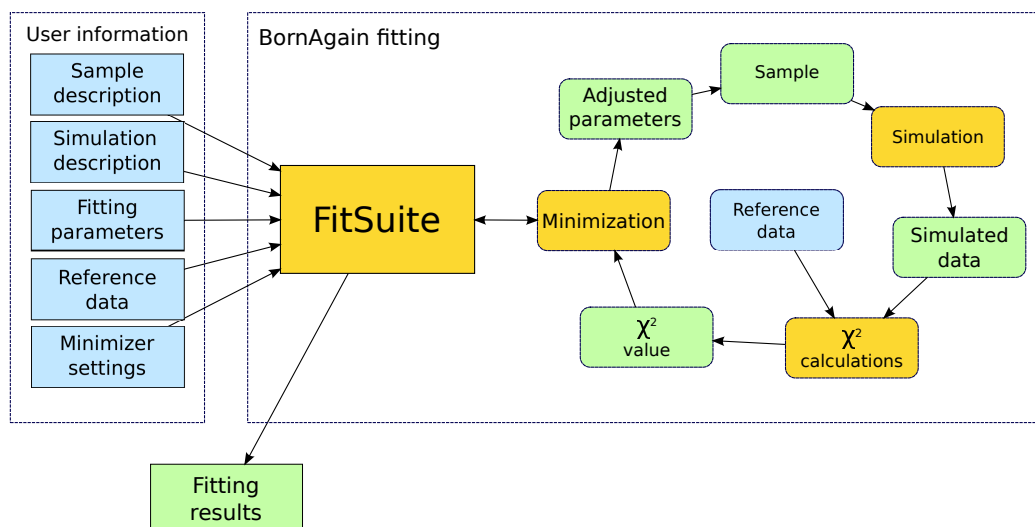 User information
Sample
description
Simulation
description
Fitting
parameters
Reference
data
Minimizer
settings
BornAgain fitting
FitSuite
Minimization
Adjusted
parameters
Sample
Simulation
Simulated
data
Reference
data
χ²
calculations
χ²
value
Fitting
results